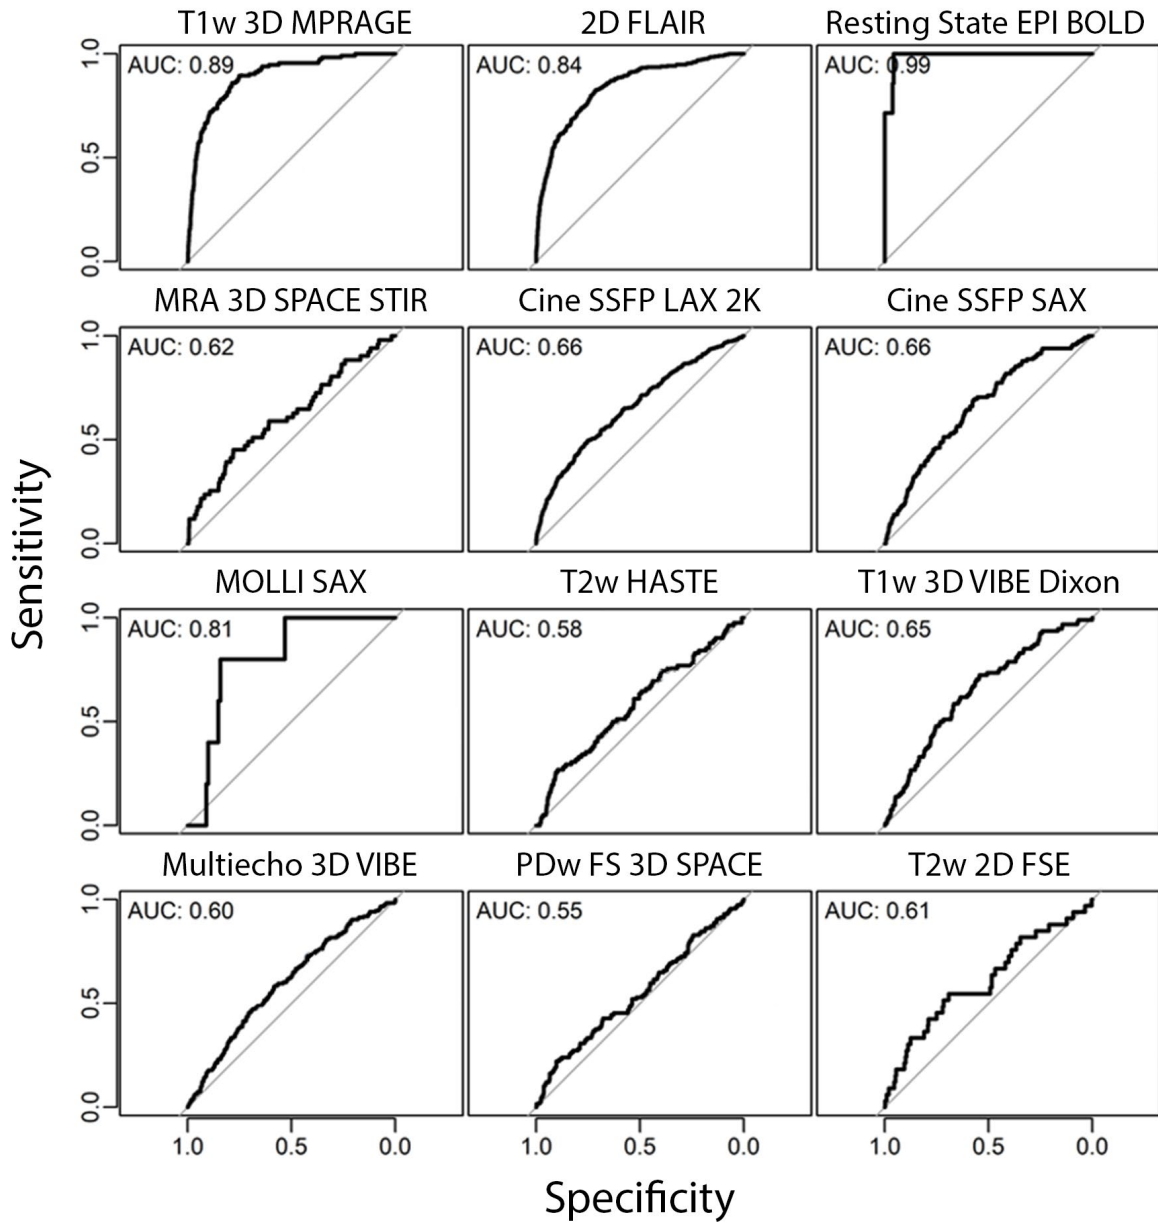 T1w 3D MPRAGE
2D FLAIR
Resting State EPI BOLD
AUC: 0.89
AUC: 0.84
AUC: 0.99
1.0
0.5
0.0
MRA 3D SPACE STIR
Cine SSFP LAX 2K
Cine SSFP SAX
AUC: 0.62
AUC: 0.66
AUC: 0.66
1.0
0.5
0.0
Sensitivity
MOLLI SAX
T2w HASTE
T1w 3D VIBE Dixon
AUC: 0.81
AUC: 0.58
AUC: 0.65
1.0
0.5
0.0
Multiecho 3D VIBE
PDw FS 3D SPACE
T2w 2D FSE
AUC: 0.60
AUC: 0.55
AUC: 0.61
1.0
0.5
0.0
1.0 0.5 0.0
1.0 0.5 0.0
1.0 0.5 0.0
Specificity